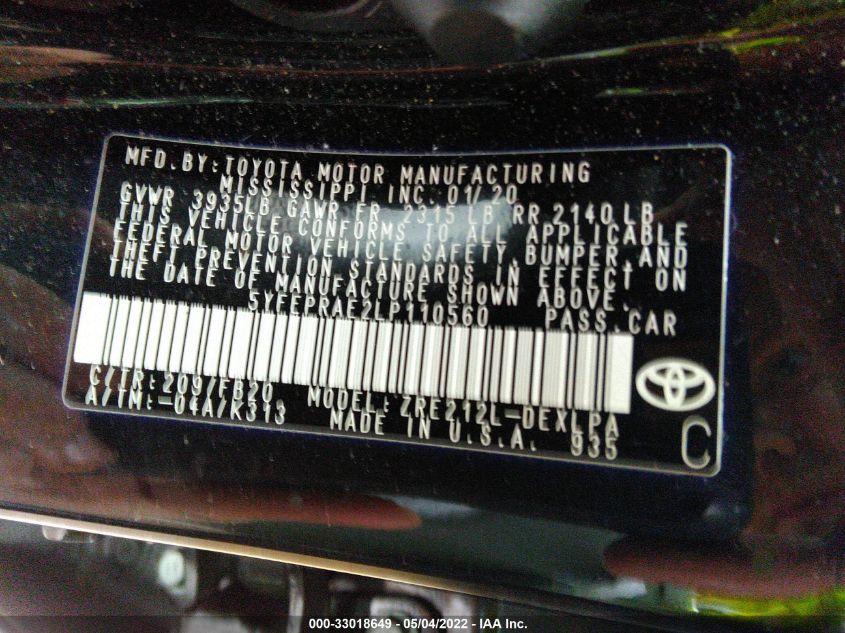 MFD.BY:TOYOTA MOTOR MANUFACTURING
MISSISSIPPI INC. 01/20
GVWR 3935LB GAWR FR 2315 LB RR 2140 LB
THIS VEHICLE CONFORMS TO ALL APPLICABLE
FEDERAL MOTOR VEHICLE SAFETY, BUMPER, AND
THEFT PREVENTION STANDARDS IN EFFECT ON
THE DATE OF MANUFACTURE SHOWN ABOVE.
5YFEPRAE2LP110560 PASS.CAR
C/TR:209/FB20 MODEL:ZRE212L-DEXLPA
A/TM:-04A/K313 MADE IN U.S.A. 935
C
000-33018649 - 05/04/2022 - IAA Inc.